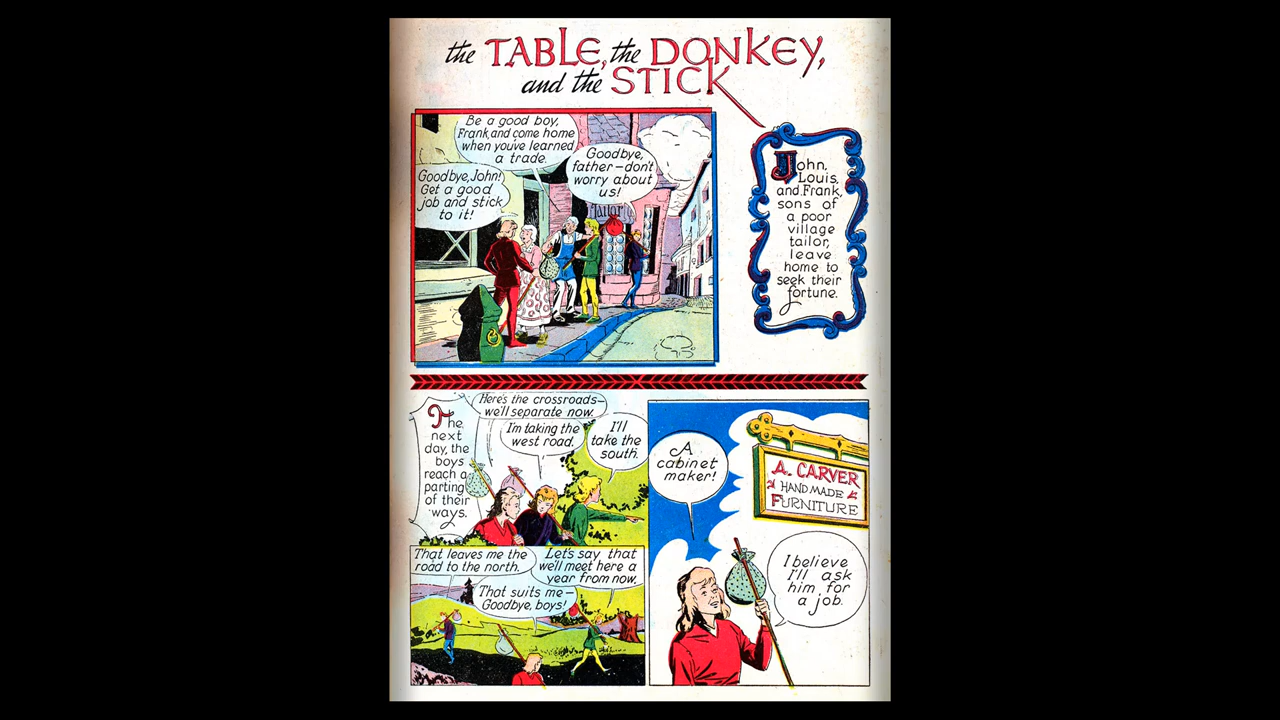 the TABLE, the DONKEY,
and the STICK
Be a good boy,
Frank, and come home
when you've learned
a trade.
Goodbye,
father—don't
worry about
us!
Goodbye, John!
Get a good
job and stick
to it!
Tailor
John,
Louis,
and Frank,
sons of
a poor
village
tailor,
leave
home to
seek their
fortune.
The
next
day, the
boys
reach a
parting
of their
ways.
Here's the crossroads—
we'll separate now.
I'm taking the
west road.
I'll
take the
south.
That leaves me the
road to the north.
Let's say that
we'll meet here a
year from now.
That suits me—
Goodbye, boys!
A
cabinet
maker!
A. CARVER
HAND MADE
FURNITURE
I believe
I'll ask
him for
a job.